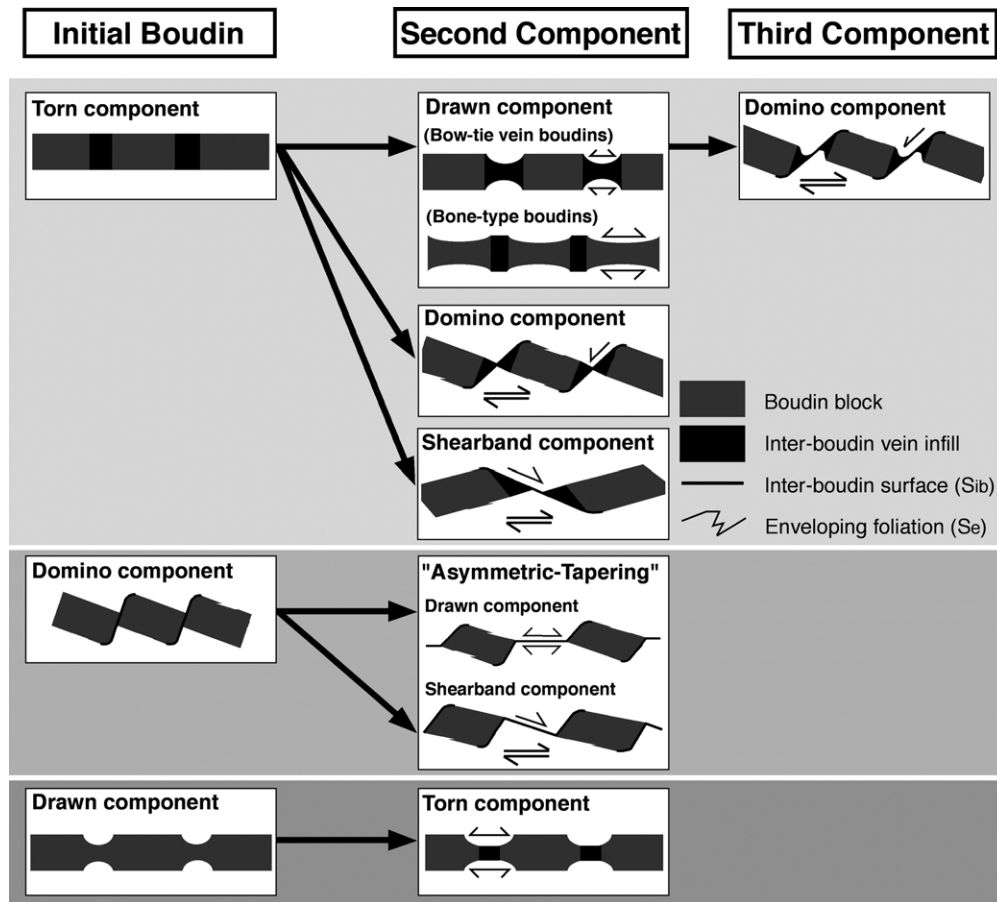 Initial Boudin
Second Component
Third Component
Torn component
Drawn component
(Bow-tie vein boudins)
(Bone-type boudins)
Domino component
Domino component
Shearband component
Boudin block
Inter-boudin vein infill
Inter-boudin surface (Sib)
Enveloping foliation (Se)
Domino component
"Asymmetric-Tapering"
Drawn component
Shearband component
Drawn component
Torn component